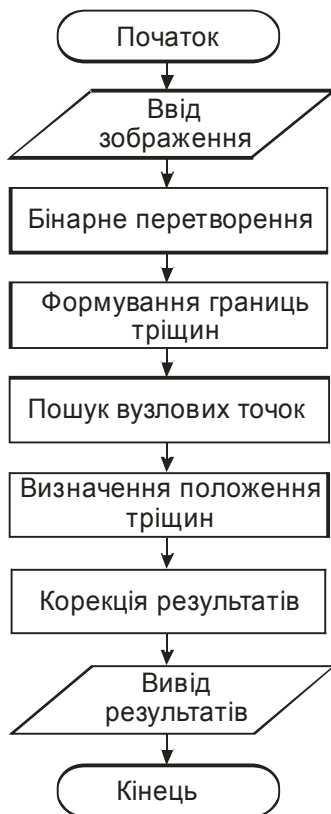 Початок
Ввід
зображення
Бінарне перетворення
Формування границь
тріщин
Пошук вузлових точок
Визначення положення
тріщин
Корекція результатів
Вивід
результатів
Кінець